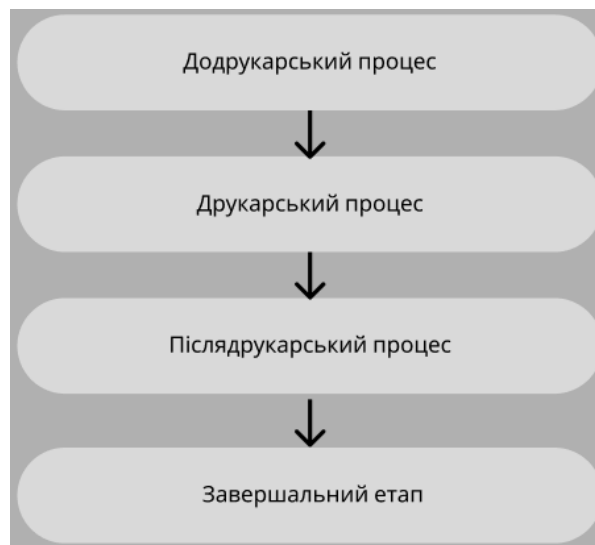 Додрукарський процес
Друкарський процес
Післядрукарський процес
Завершальний етап